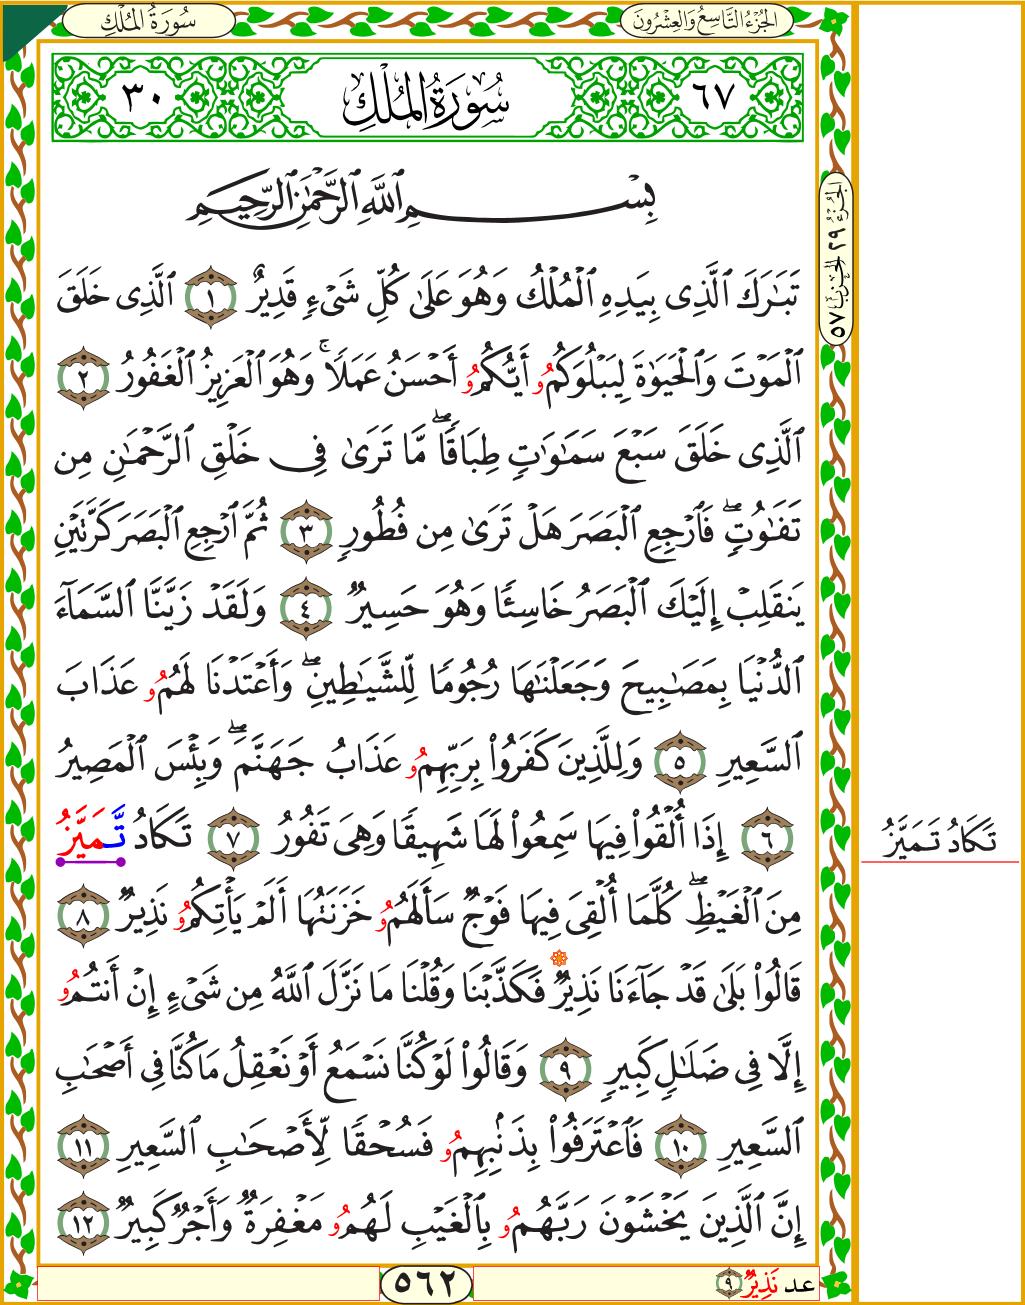 الجُزْءُ التَّاسِعُ وَالعِشْرُونَ
سُورَةُ المُلْكِ
٦٧
سُورَةُ المُلْكِ
٣٠
بِسْمِ ٱللَّهِ ٱلرَّحْمَٰنِ ٱلرَّحِيمِ
تَبَٰرَكَ ٱلَّذِى بِيَدِهِ ٱلْمُلْكُ وَهُوَ عَلَىٰ كُلِّ شَىْءٍ قَدِيرٌ ١ ٱلَّذِى خَلَقَ
ٱلْمَوْتَ وَٱلْحَيَوٰةَ لِيَبْلُوَكُمُۥ أَيُّكُمُۥ أَحْسَنُ عَمَلًاۚ وَهُوَ ٱلْعَزِيزُ ٱلْغَفُورُ ٢
ٱلَّذِى خَلَقَ سَبْعَ سَمَٰوَٰتٍ طِبَاقًاۖ مَّا تَرَىٰ فِى خَلْقِ ٱلرَّحْمَٰنِ مِن
تَفَٰوُتٍۖ فَٱرْجِعِ ٱلْبَصَرَ هَلْ تَرَىٰ مِن فُطُورٍ ٣ ثُمَّ ٱرْجِعِ ٱلْبَصَرَ كَرَّتَيْنِ
يَنقَلِبْ إِلَيْكَ ٱلْبَصَرُ خَاسِئًا وَهُوَ حَسِيرٌ ٤ وَلَقَدْ زَيَّنَّا ٱلسَّمَآءَ
ٱلدُّنْيَا بِمَصَٰبِيحَ وَجَعَلْنَٰهَا رُجُومًا لِّلشَّيَٰطِينِۖ وَأَعْتَدْنَا لَهُمُۥ عَذَابَ
ٱلسَّعِيرِ ٥ وَلِلَّذِينَ كَفَرُوا۟ بِرَبِّهِمُۥ عَذَابُ جَهَنَّمَۖ وَبِئْسَ ٱلْمَصِيرُ
٦ إِذَا أُلْقُوا۟ فِيهَا سَمِعُوا۟ لَهَا شَهِيقًا وَهِىَ تَفُورُ ٧ تَكَادُ تَّمَيَّزُ
تَكَادُ تَمَيَّزُ
مِنَ ٱلْغَيْظِۖ كُلَّمَا أُلْقِىَ فِيهَا فَوْجٌ سَأَلَهُمُۥ خَزَنَتُهَا أَلَمْ يَأْتِكُمُۥ نَذِيرٌ ٨
قَالُوا۟ بَلَىٰ قَدْ جَآءَنَا نَذِيرٌ فَكَذَّبْنَا وَقُلْنَا مَا نَزَّلَ ٱللَّهُ مِن شَىْءٍ إِنْ أَنتُمُۥ
إِلَّا فِى ضَلَٰلٍ كَبِيرٍ ٩ وَقَالُوا۟ لَوْ كُنَّا نَسْمَعُ أَوْ نَعْقِلُ مَا كُنَّا فِى أَصْحَٰبِ
ٱلسَّعِيرِ ١٠ فَٱعْتَرَفُوا۟ بِذَنۢبِهِمُۥ فَسُحْقًا لِّأَصْحَٰبِ ٱلسَّعِيرِ ١١
إِنَّ ٱلَّذِينَ يَخْشَوْنَ رَبَّهُمُۥ بِٱلْغَيْبِ لَهُمُۥ مَغْفِرَةٌ وَأَجْرٌ كَبِيرٌ ١٢
الجُزْءُ ٢٩ الحِزْبُ ٥٧
عـد نَذِيرٌ ٩
٥٦٢